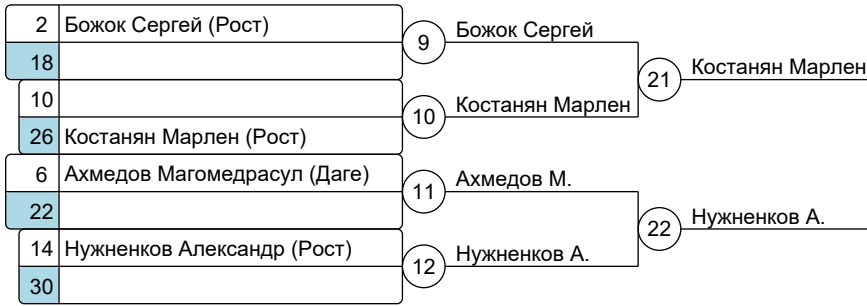 2 Божок Сергей (Рост)
18
10
26 Костанян Марлен (Рост)
6 Ахмедов Магомедрасул (Даге)
22
14 Нужненков Александр (Рост)
30
9 Божок Сергей
10 Костанян Марлен
11 Ахмедов М.
12 Нужненков А.
21 Костанян Марлен
22 Нужненков А.